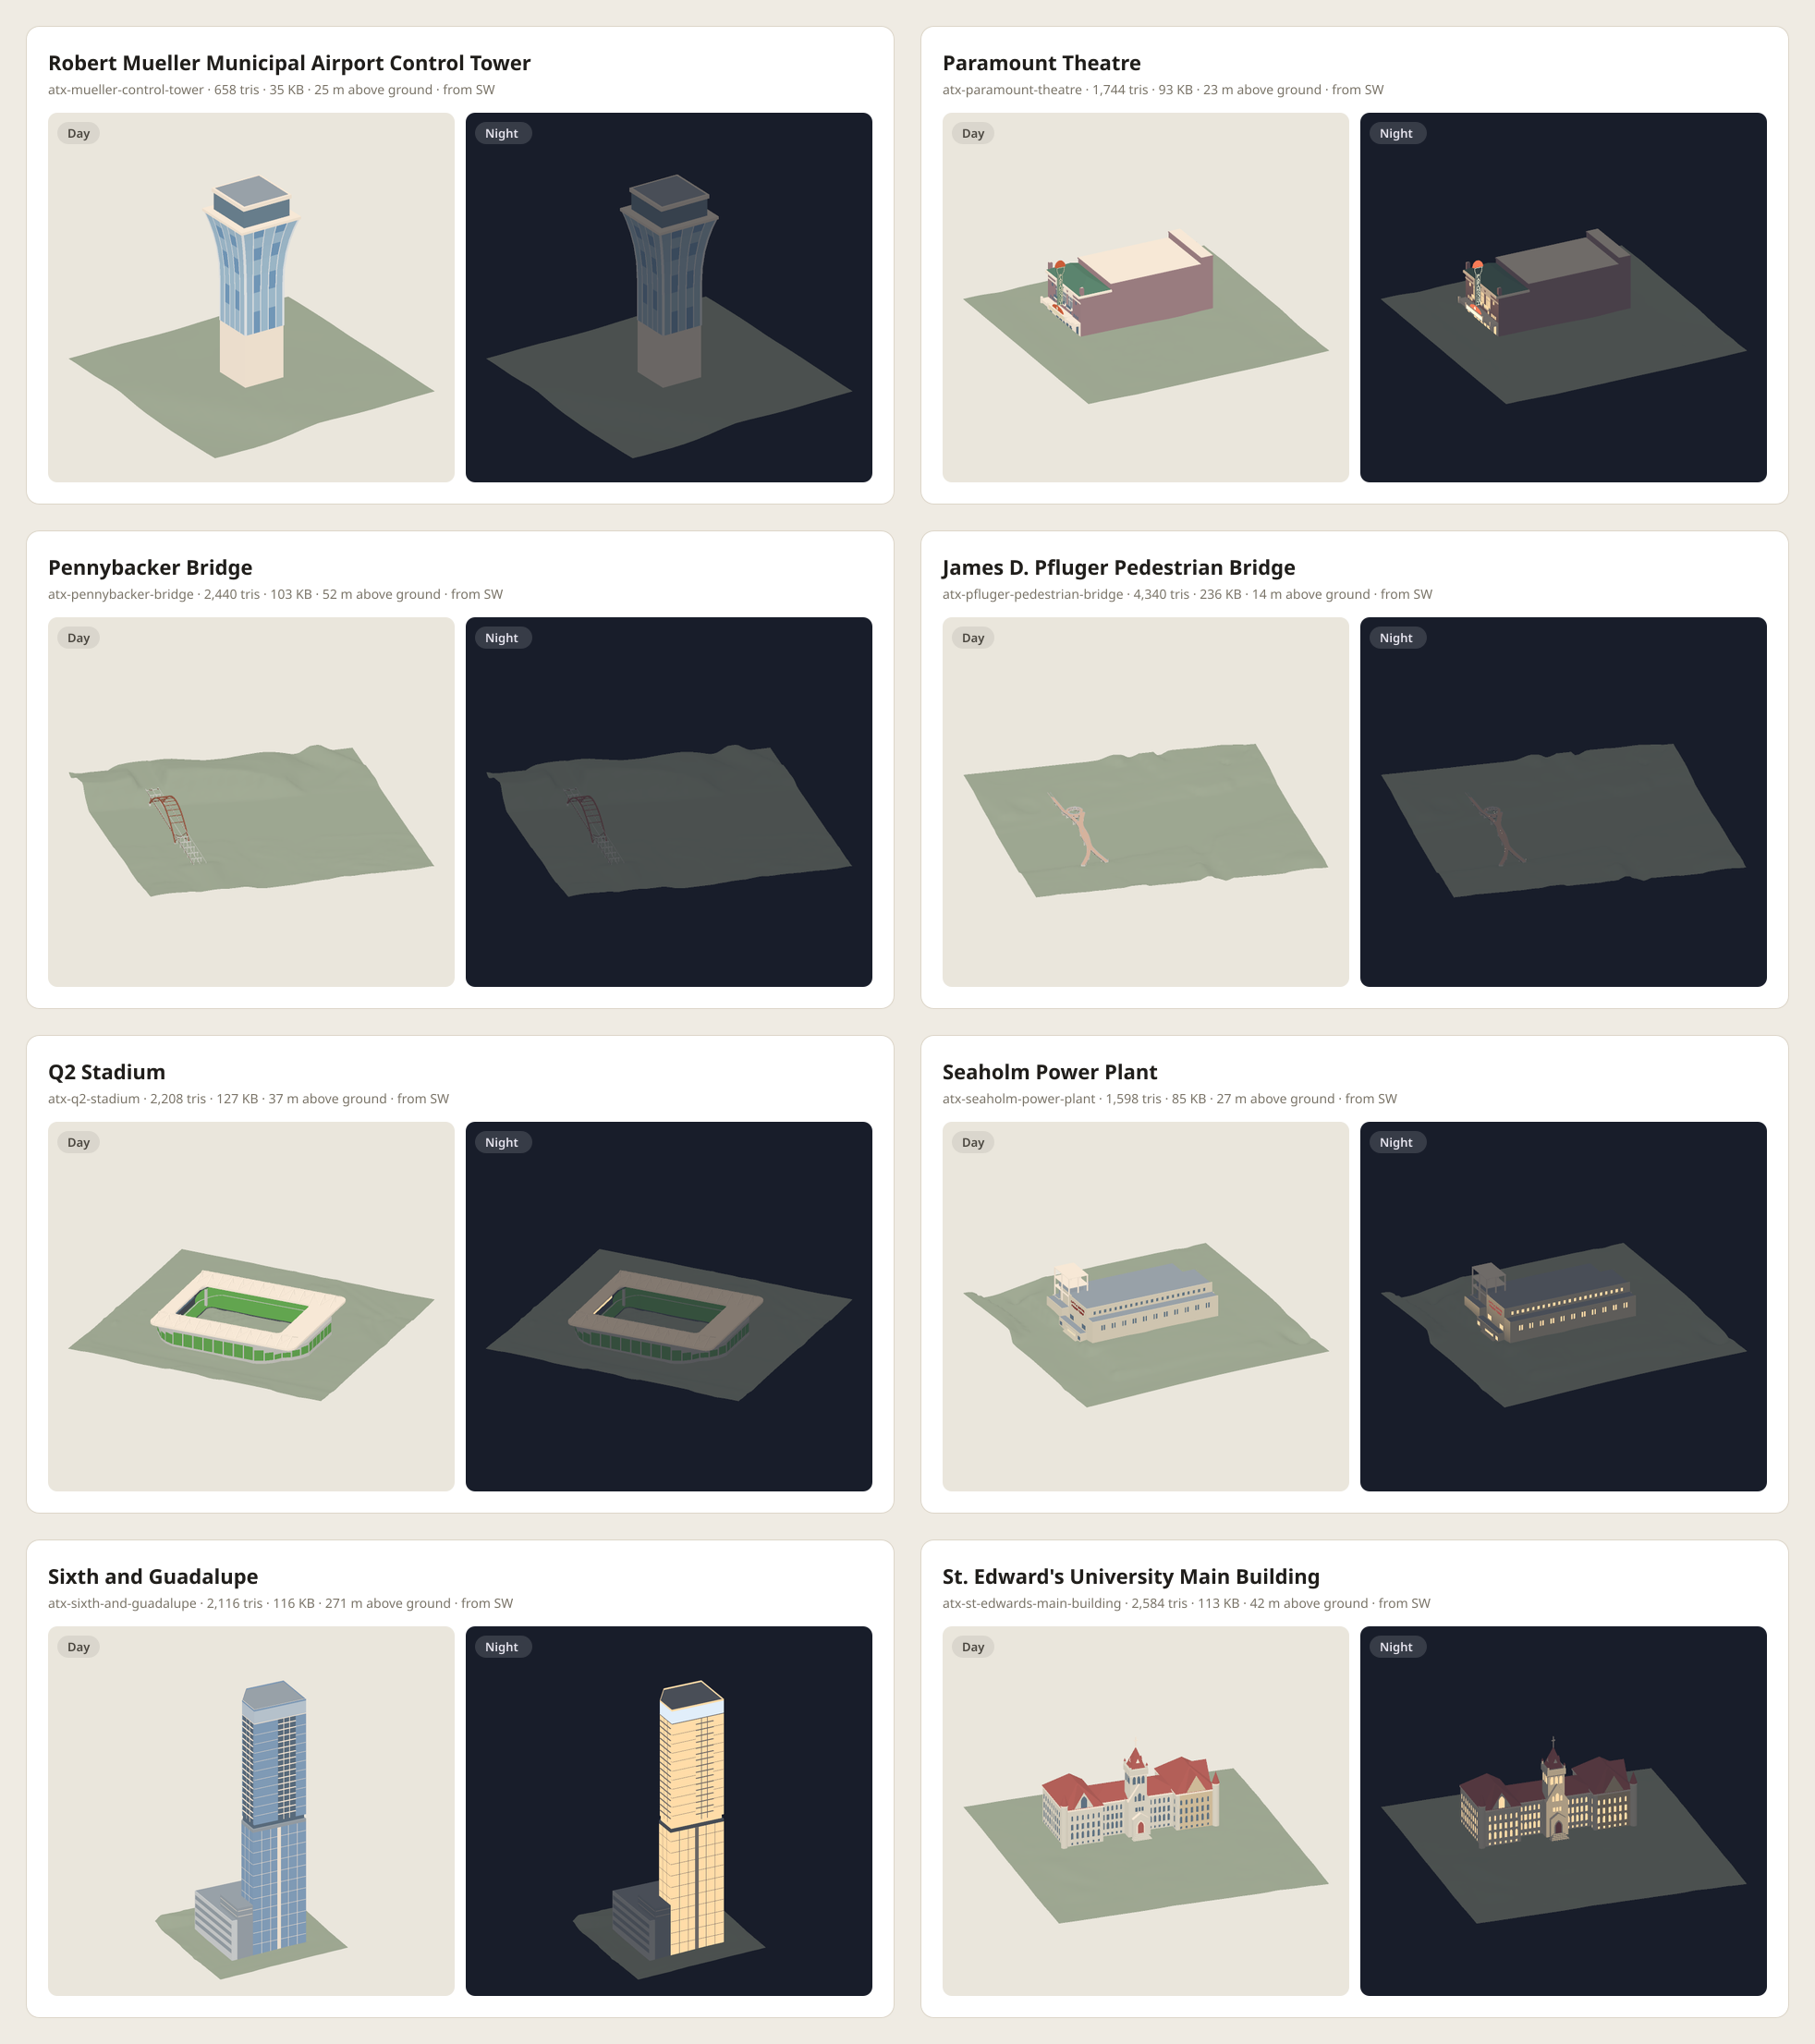 Robert Mueller Municipal Airport Control Tower
atx-mueller-control-tower · 658 tris · 35 KB · 25 m above ground · from SW
Day
Night
Paramount Theatre
atx-paramount-theatre · 1,744 tris · 93 KB · 23 m above ground · from SW
Day
Night
Pennybacker Bridge
atx-pennybacker-bridge · 2,440 tris · 103 KB · 52 m above ground · from SW
Day
Night
James D. Pfluger Pedestrian Bridge
atx-pfluger-pedestrian-bridge · 4,340 tris · 236 KB · 14 m above ground · from SW
Day
Night
Q2 Stadium
atx-q2-stadium · 2,208 tris · 127 KB · 37 m above ground · from SW
Day
Night
Seaholm Power Plant
atx-seaholm-power-plant · 1,598 tris · 85 KB · 27 m above ground · from SW
Day
Night
Sixth and Guadalupe
atx-sixth-and-guadalupe · 2,116 tris · 116 KB · 271 m above ground · from SW
Day
Night
St. Edward's University Main Building
atx-st-edwards-main-building · 2,584 tris · 113 KB · 42 m above ground · from SW
Day
Night